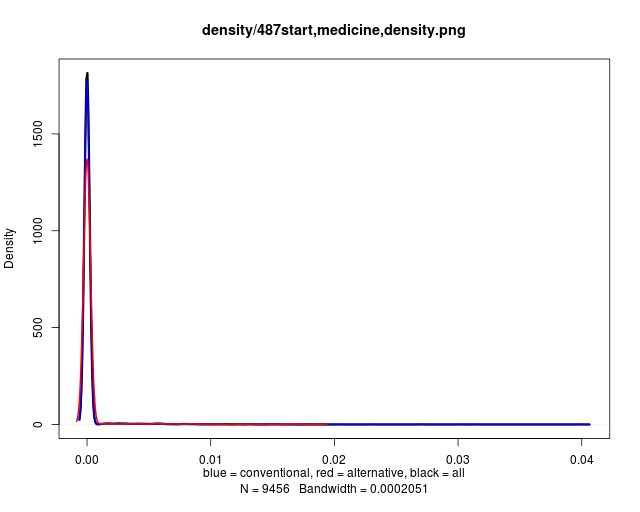 density/487start,medicine,density.png
Density
1500
1000
500
0
0.00 0.01 0.02 0.03 0.04
blue = conventional, red = alternative, black = all
N = 9456 Bandwidth = 0.0002051